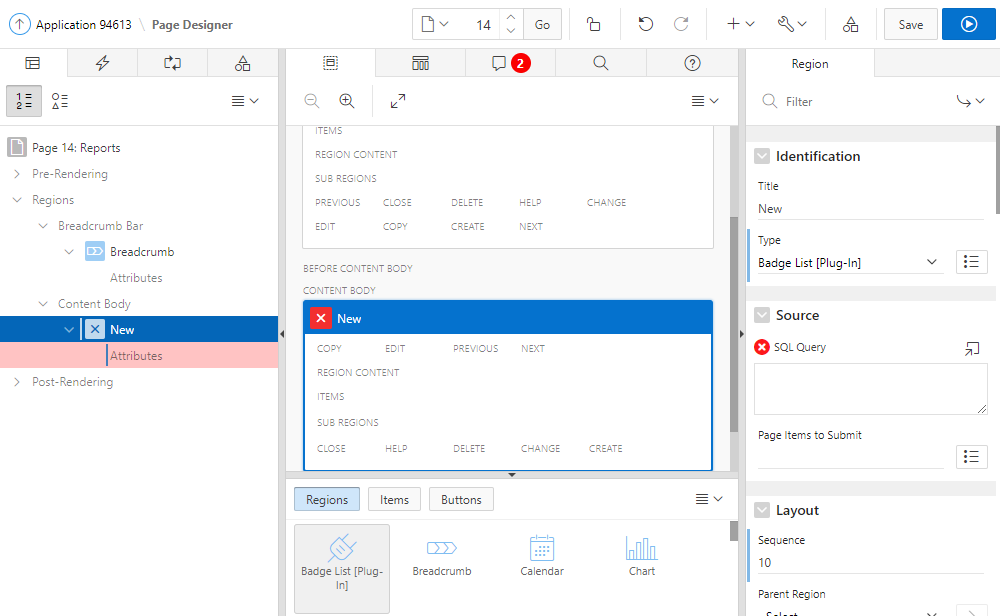 Application 94613 \ Page Designer
14
Go
Save
2
Region
Filter
Page 14: Reports
Pre-Rendering
Regions
Breadcrumb Bar
Breadcrumb
Attributes
Content Body
New
Attributes
Post-Rendering
ITEMS
REGION CONTENT
SUB REGIONS
PREVIOUS CLOSE DELETE HELP CHANGE
EDIT COPY CREATE NEXT
BEFORE CONTENT BODY
CONTENT BODY
New
COPY EDIT PREVIOUS NEXT
REGION CONTENT
ITEMS
SUB REGIONS
CLOSE HELP DELETE CHANGE CREATE
Regions Items Buttons
Badge List [Plug-
In]
Breadcrumb
Calendar
Chart
Identification
Title
New
Type
Badge List [Plug-In]
Source
SQL Query
Page Items to Submit
Layout
Sequence
10
Parent Region
- Select -